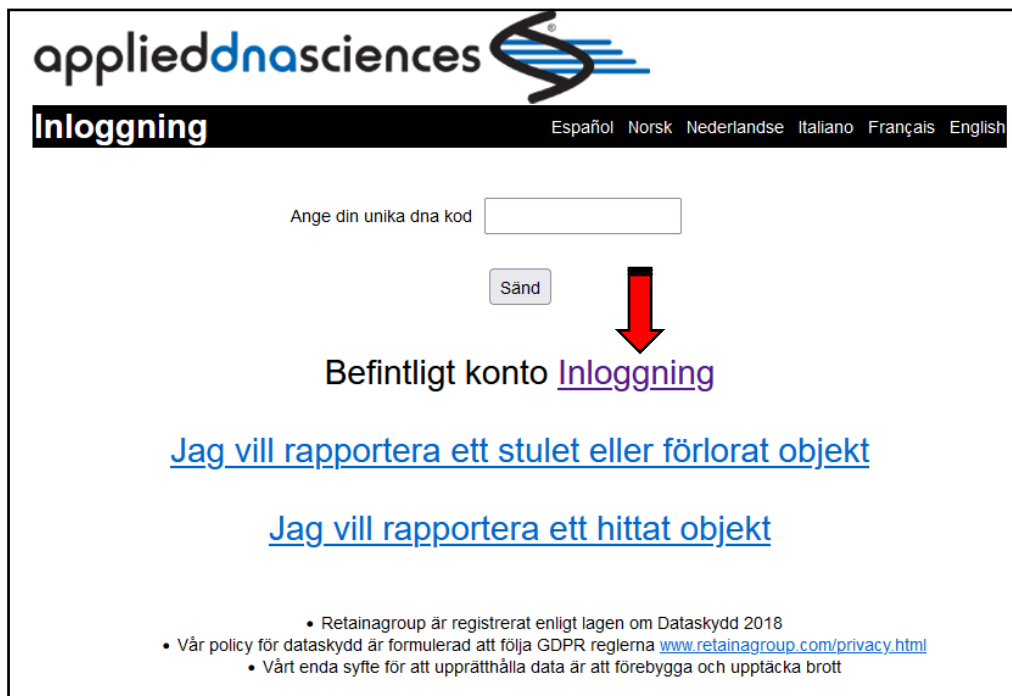 applieddnasciences ®
Inloggning Español Norsk Nederlandse Italiano Français English
Ange din unika dna kod
Sänd
Befintligt konto Inloggning
Jag vill rapportera ett stulet eller förlorat objekt
Jag vill rapportera ett hittat objekt
• Retainagroup är registrerat enligt lagen om Dataskydd 2018
• Vår policy för dataskydd är formulerad att följa GDPR reglerna www.retainagroup.com/privacy.html
• Vårt enda syfte för att upprätthålla data är att förebygga och upptäcka brott